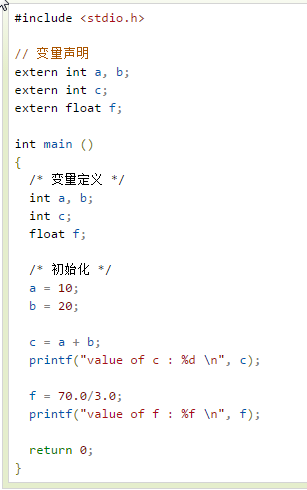 #include <stdio.h>
// 变量声明
extern int a, b;
extern int c;
extern float f;
int main ()
{
/* 变量定义 */
int a, b;
int c;
float f;
/* 初始化 */
a = 10;
b = 20;
c = a + b;
printf("value of c : %d \n", c);
f = 70.0/3.0;
printf("value of f : %f \n", f);
return 0;
}